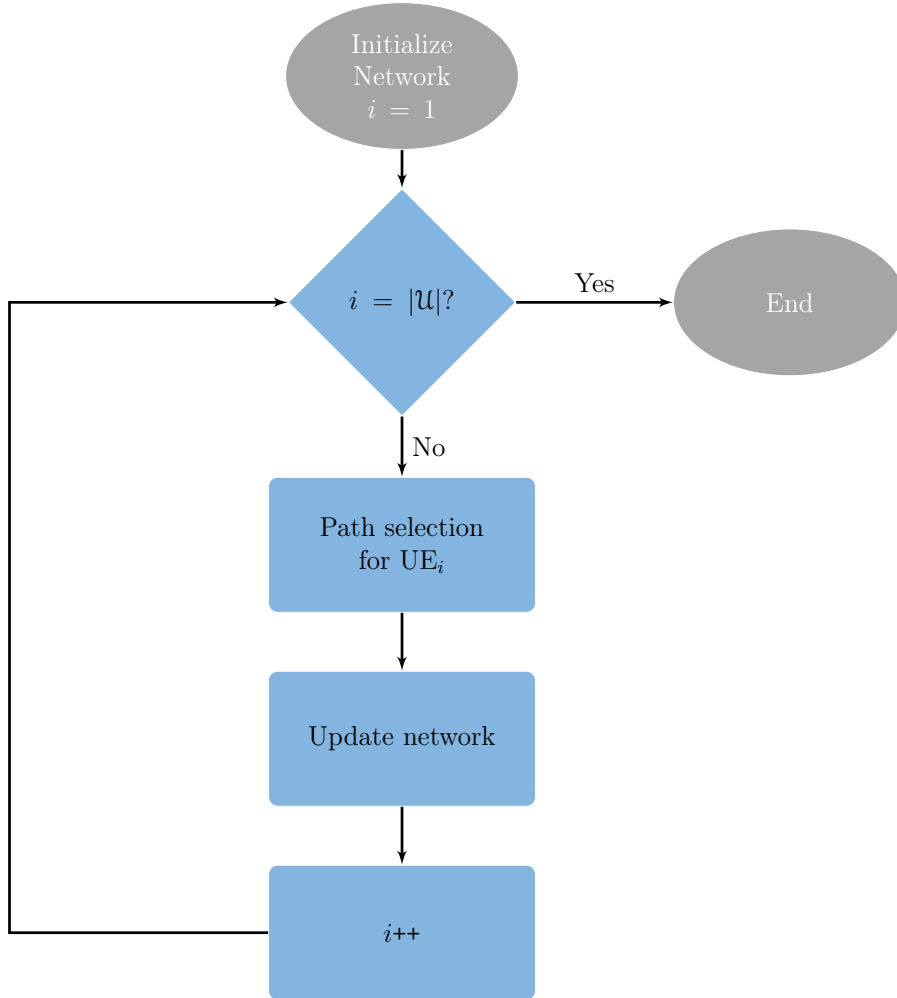 Initialize
Network
i = 1
i = |𝒰|?
Yes
End
No
Path selection
for UEᵢ
Update network
i++